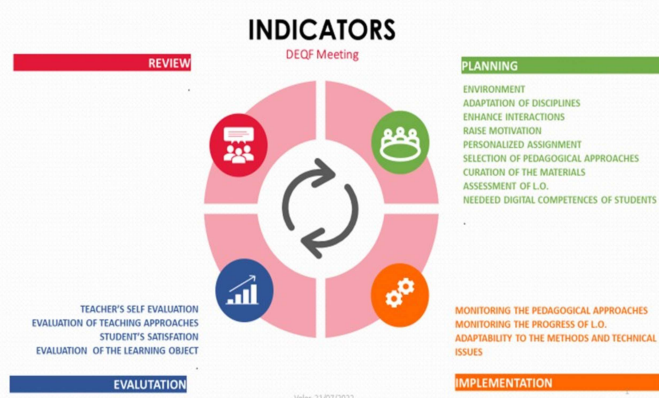 INDICATORS
DEQF Meeting
REVIEW
PLANNING
ENVIRONMENT
ADAPTATION OF DISCIPLINES
ENHANCE INTERACTIONS
RAISE MOTIVATION
PERSONALIZED ASSIGNMENT
SELECTION OF PEDAGOGICAL APPROACHES
CURATION OF THE MATERIALS
ASSESSMENT OF L.O.
NEEDEED DIGITAL COMPETENCES OF STUDENTS
TEACHER'S SELF EVALUATION
EVALUATION OF TEACHING APPROACHES
STUDENT'S SATISFATION
EVALUATION OF THE LEARNING OBJECT
EVALUTATION
MONITORING THE PEDAGOGICAL APPROACHES
MONITORING THE PROGRESS OF L.O.
ADAPTABILITY TO THE METHODS AND TECHNICAL
ISSUES
IMPLEMENTATION